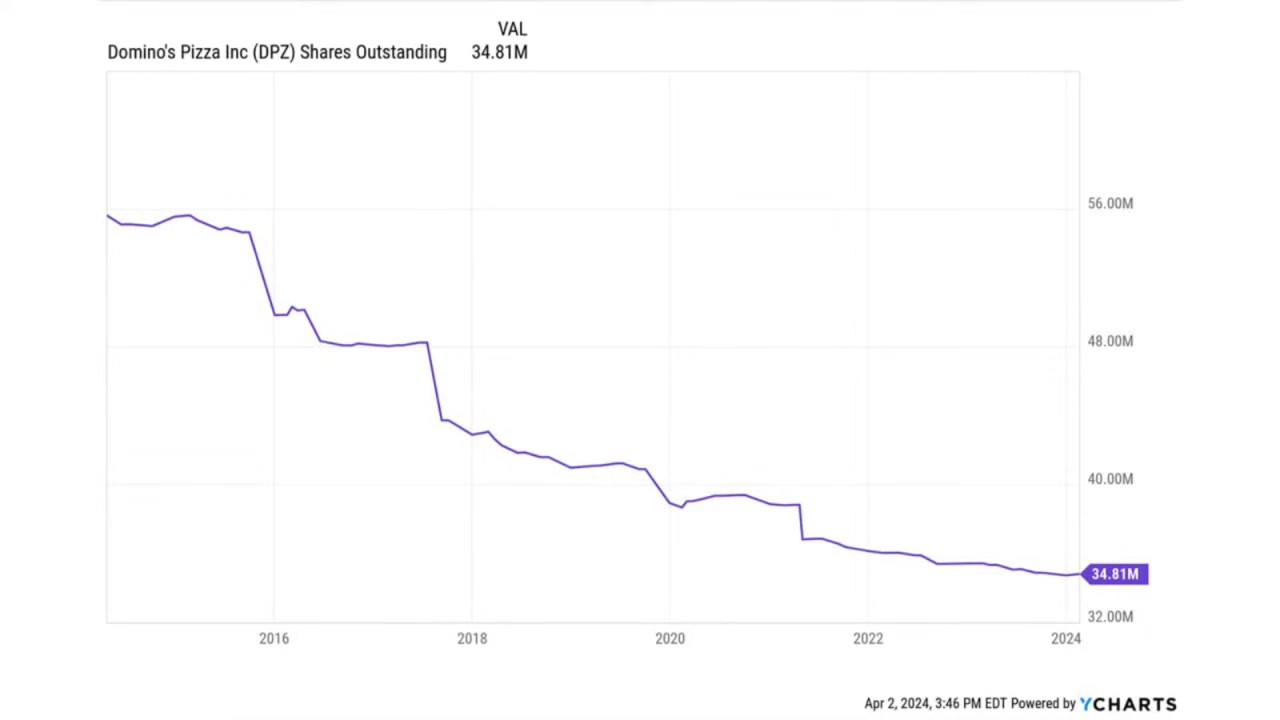 VAL
Domino's Pizza Inc (DPZ) Shares Outstanding 34.81M
56.00M
48.00M
40.00M
34.81M
32.00M
2016 2018 2020 2022 2024
Apr 2, 2024, 3:46 PM EDT Powered by YCHARTS